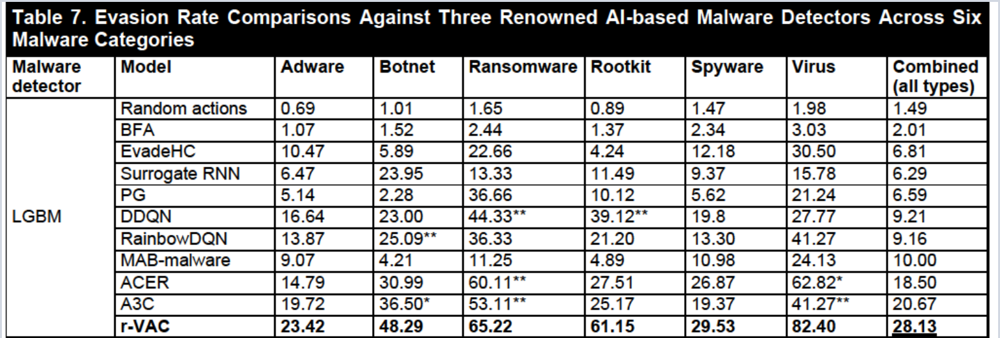 Table 7. Evasion Rate Comparisons Against Three Renowned AI-based Malware Detectors Across Six
Malware Categories
Malware detector Model Adware Botnet Ransomware Rootkit Spyware Virus Combined (all types)
LGBM
Random actions 0.69 1.01 1.65 0.89 1.47 1.98 1.49
BFA 1.07 1.52 2.44 1.37 2.34 3.03 2.01
EvadeHC 10.47 5.89 22.66 4.24 12.18 30.50 6.81
Surrogate RNN 6.47 23.95 13.33 11.49 9.37 15.78 6.29
PG 5.14 2.28 36.66 10.12 5.62 21.24 6.59
DDQN 16.64 23.00 44.33** 39.12** 19.8 27.77 9.21
RainbowDQN 13.87 25.09** 36.33 21.20 13.30 41.27 9.16
MAB-malware 9.07 4.21 11.25 4.89 10.98 24.13 10.00
ACER 14.79 30.99 60.11** 27.51 26.87 62.82* 18.50
A3C 19.72 36.50* 53.11** 25.17 19.37 41.27** 20.67
r-VAC 23.42 48.29 65.22 61.15 29.53 82.40 28.13